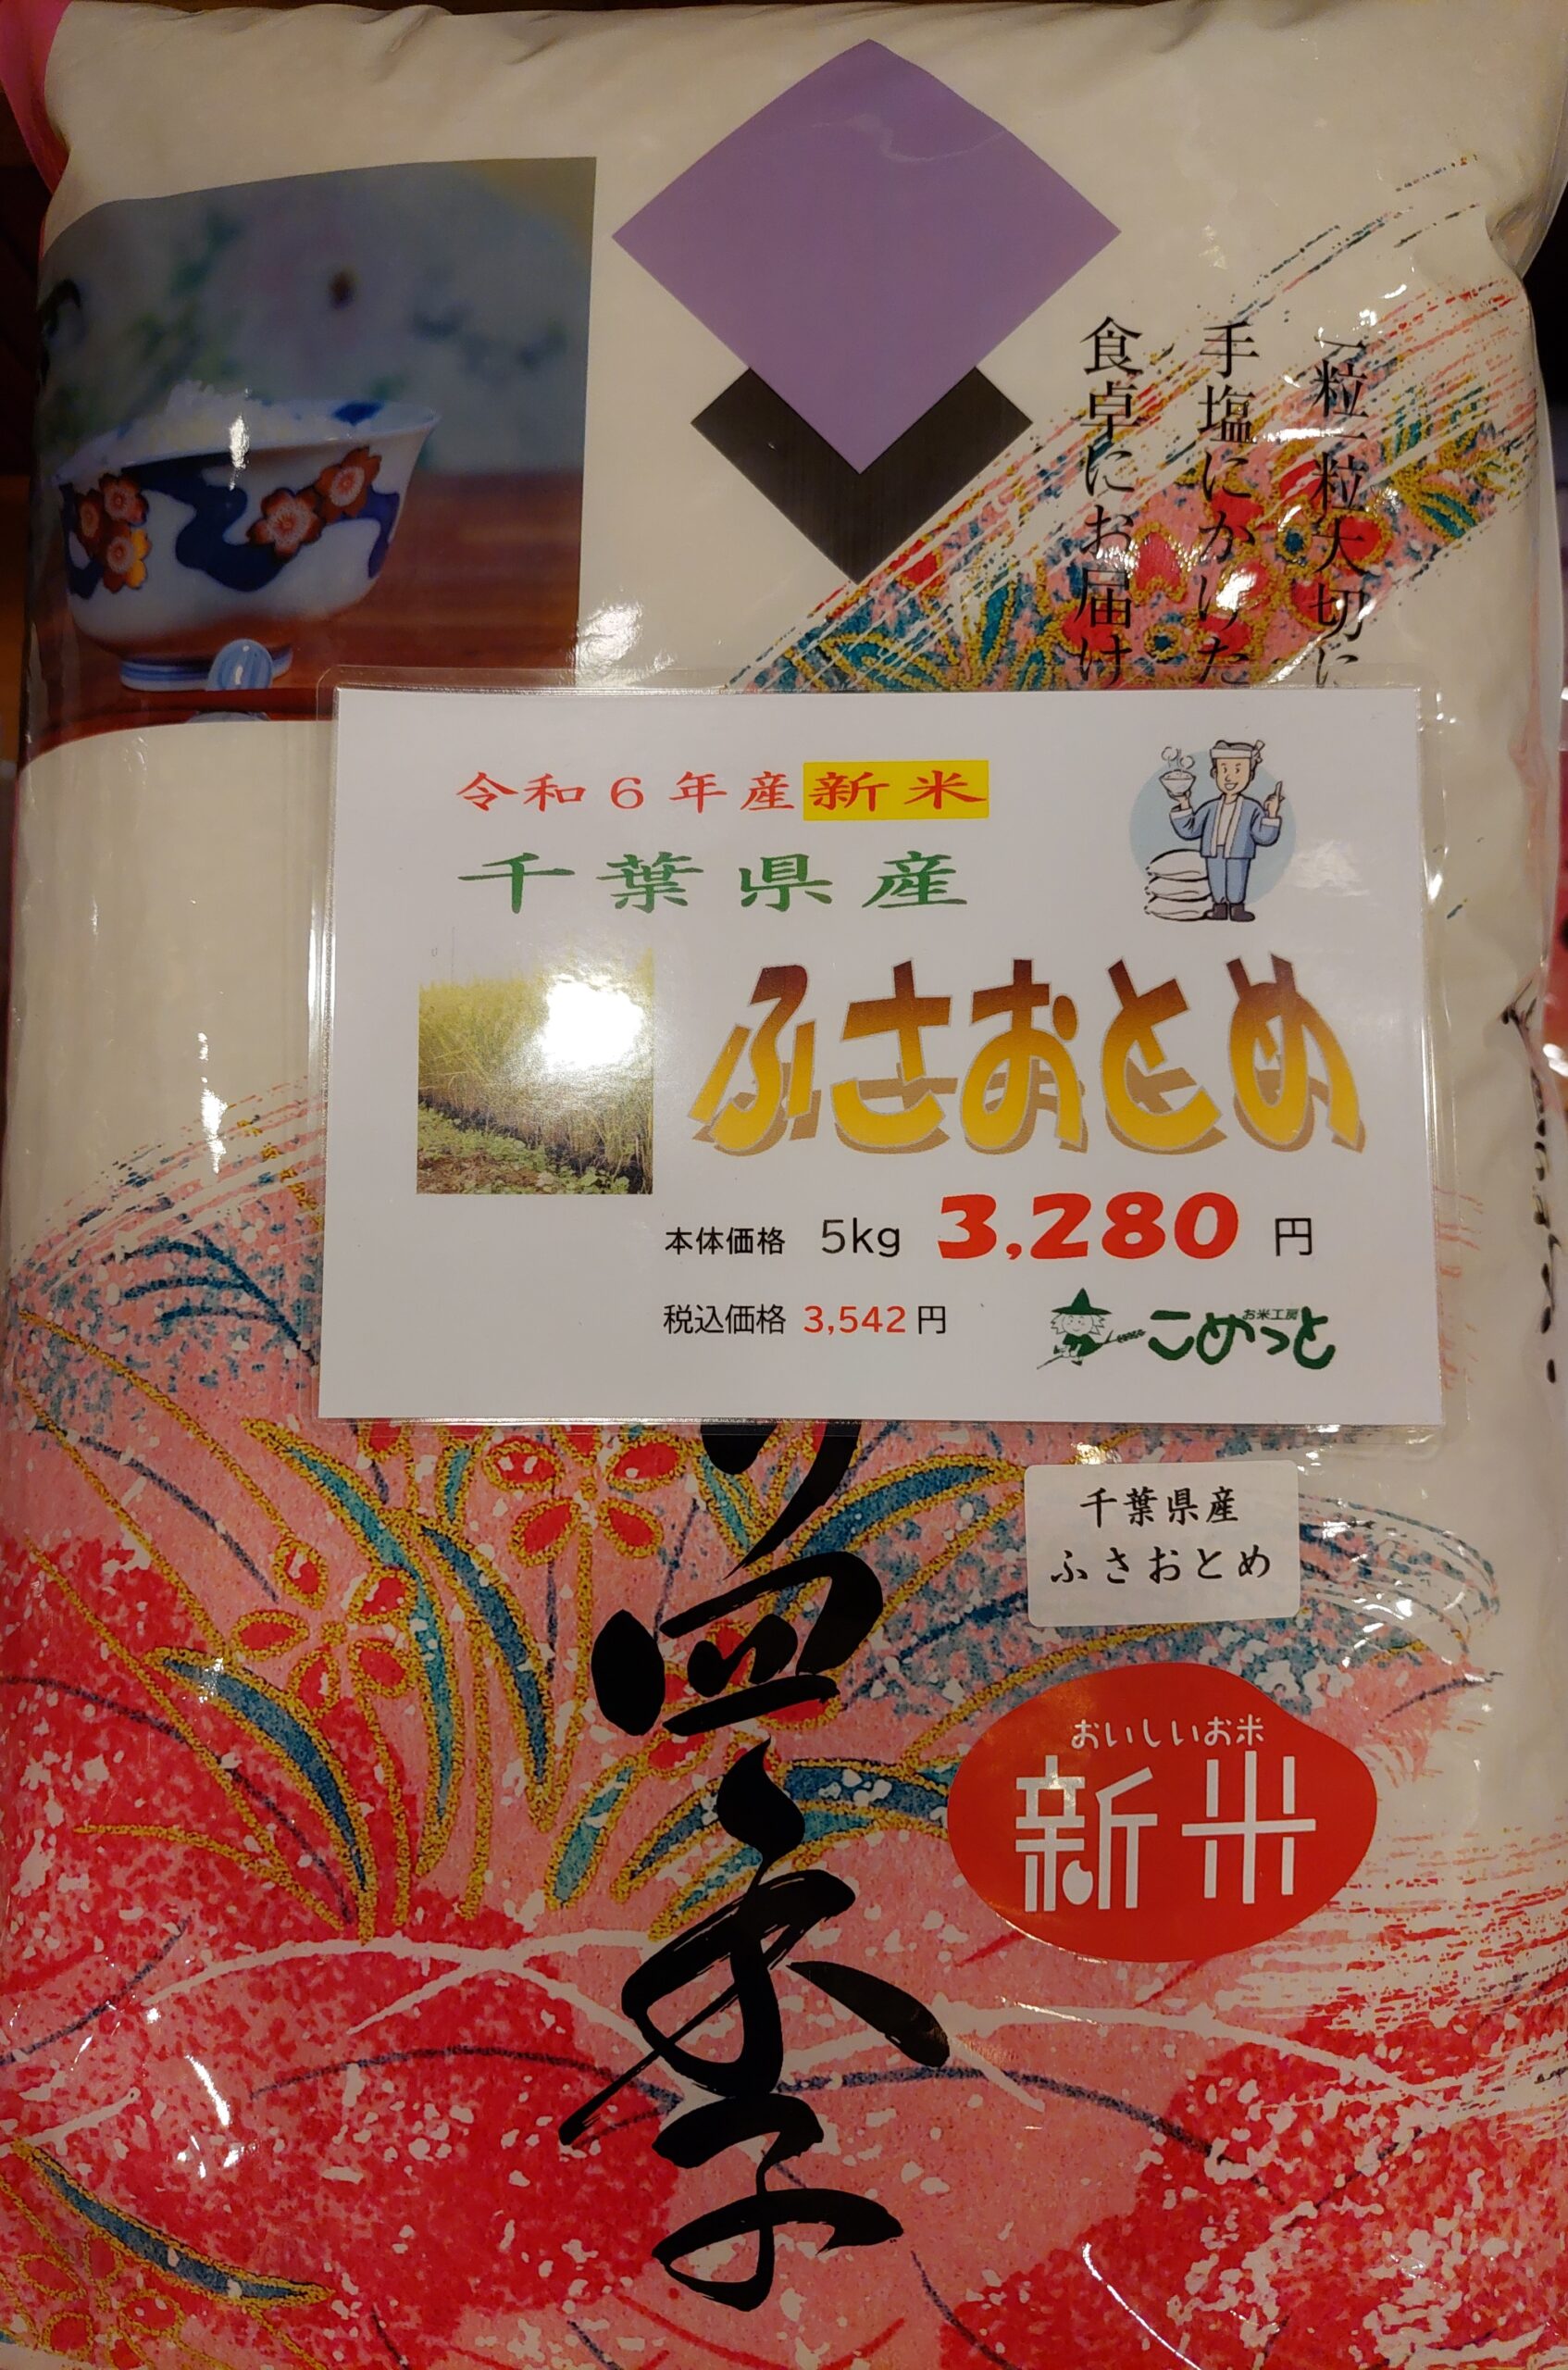 一粒一粒大切に
手塩にかけた
食卓にお届け
令和6年産新米
千葉県産
ふさおとめ
本体価格 5kg 3,280 円
税込価格 3,542 円
お米工房
こめっと
千葉県産
ふさおとめ
四季
おいしいお米
新米